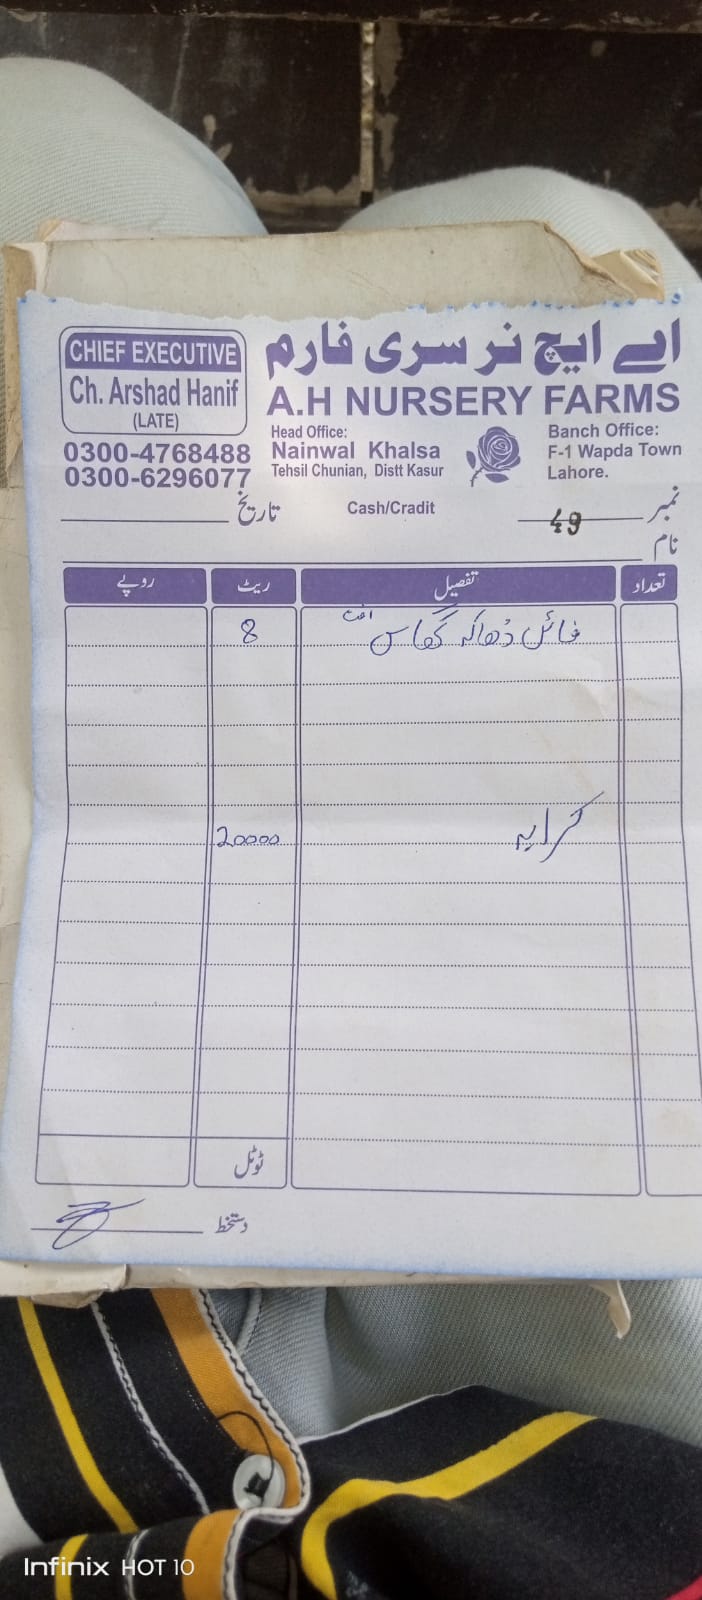 CHIEF EXECUTIVE
Ch. Arshad Hanif
(LATE)
0300-4768488
0300-6296077
اے ایچ نرسری فارم
A.H NURSERY FARMS
Head Office:
Nainwal Khalsa
Tehsil Chunian, Distt Kasur
Banch Office:
F-1 Wapda Town
Lahore.
نمبر 49
Cash/Cradit
تاریخ
نام
تعداد تفصیل ریٹ روپے
فائن ڈھاکہ گھاس 8
کرایہ 20000
ٹوٹل
دستخط
Infinix HOT 10